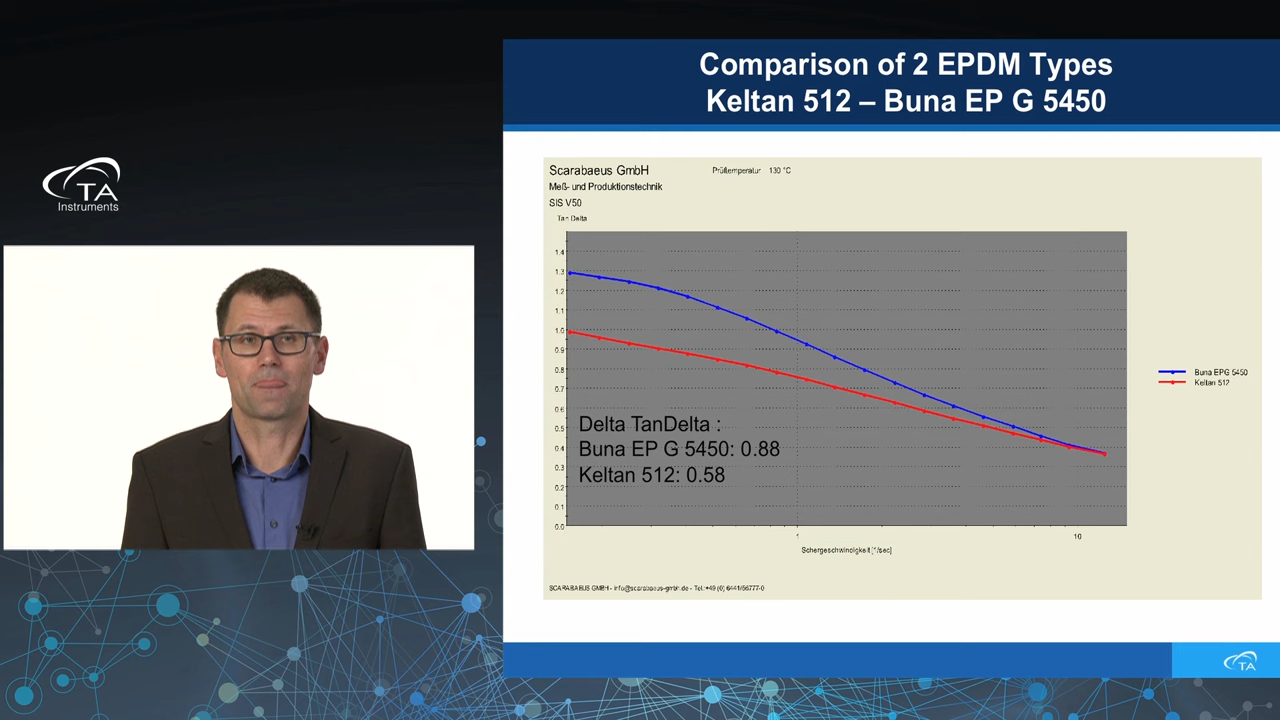 Comparison of 2 EPDM Types
Keltan 512 – Buna EP G 5450
TA
Instruments
Scarabaeus GmbH
Prüftemperatur 130 °C
Meß- und Produktionstechnik
SIS V50
Tan Delta
1.4
1.3
1.2
1.1
1.0
0.9
0.8
0.7
0.6
0.5
0.4
0.3
0.2
0.1
0.0
Delta TanDelta :
Buna EP G 5450: 0.88
Keltan 512: 0.58
Buna EPG 5450
Keltan 512
1
10
Schergeschwindigkeit [1/sec]
SCARABAEUS GMBH - info@scarabaeus-gmbh.de - Tel.:+49 (0) 6441/56777-0
TA